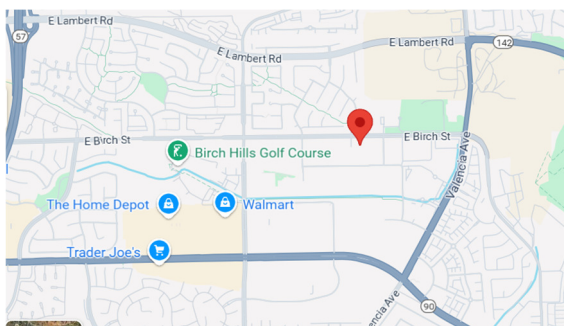 E Lambert Rd
57
E Lambert Rd
E Lambert Rd
142
E Birch St
E Birch St
Birch Hills Golf Course
Valencia Ave
The Home Depot
Walmart
Trader Joe's
90
encia Ave